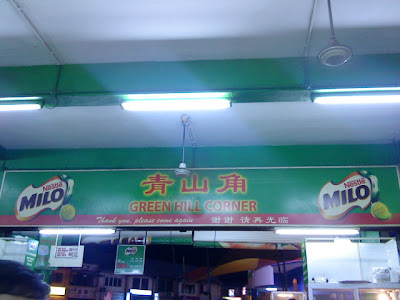 Nestlé
MILO
青山角
GREEN HILL CORNER
Thank you, please come again 谢谢 请再光临
Nestlé
MILO
MILO